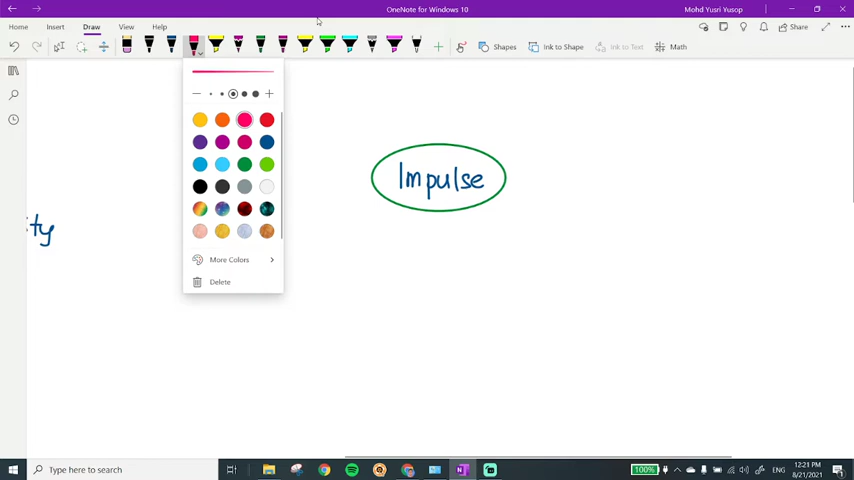 OneNote for Windows 10
Mohd Yusri Yusop
Home Insert Draw View Help
Share
Shapes
Ink to Shape
Ink to Text
Math
Impulse
ty
More Colors
Delete
Type here to search
100%
ENG
12:21 PM
8/21/2021